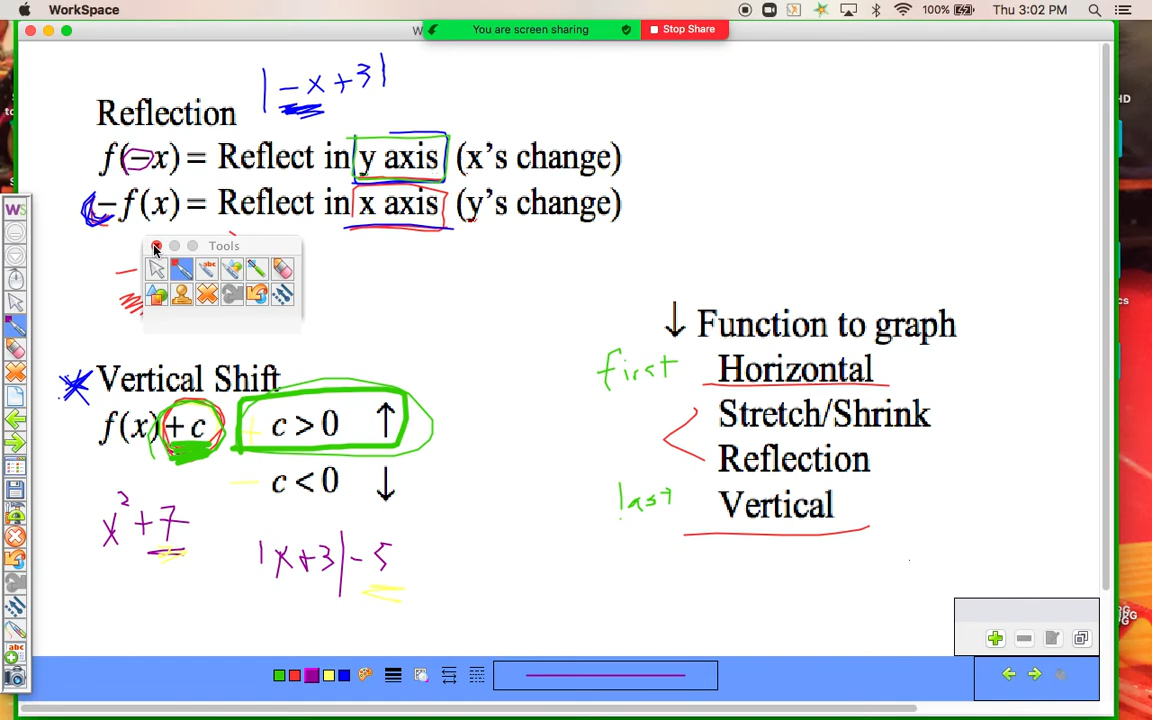 WorkSpace
100%
Thu 3:02 PM
You are screen sharing
Stop Share
|-x+3|
Reflection
f(−x) = Reflect in y axis (x’s change)
−f(x) = Reflect in x axis (y’s change)
Tools
↓ Function to graph
first Horizontal
Stretch/Shrink
Reflection
last Vertical
Vertical Shift
f(x) + c
+ c > 0 ↑
− c < 0 ↓
x² + 7
|x+3| - 5